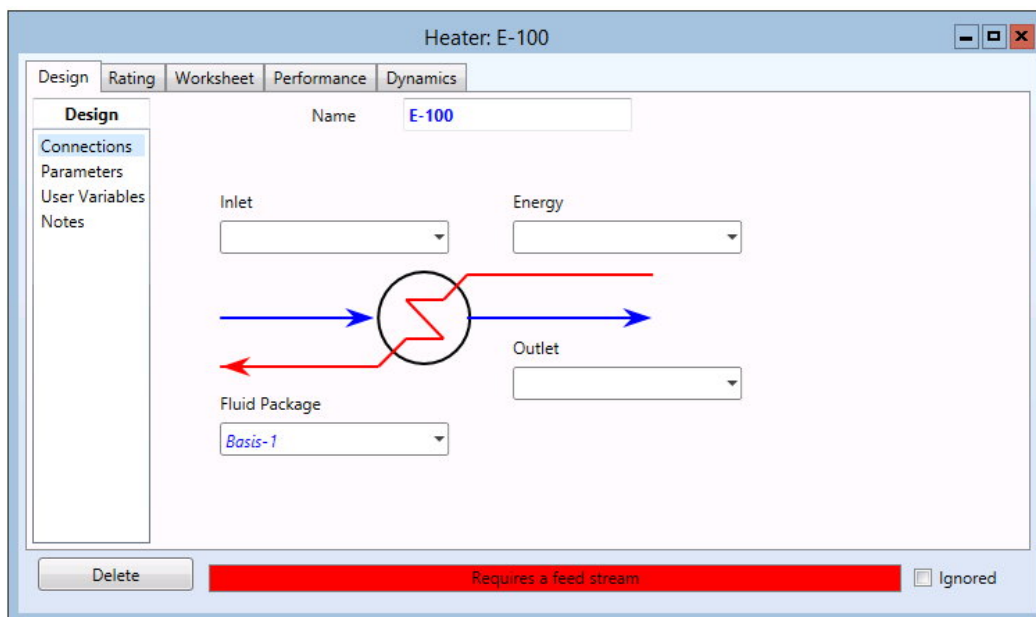 Heater: E-100
Design Rating Worksheet Performance Dynamics
Design
Connections
Parameters
User Variables
Notes
Name E-100
Inlet Energy
Outlet
Fluid Package
Basis-1
Delete Requires a feed stream Ignored